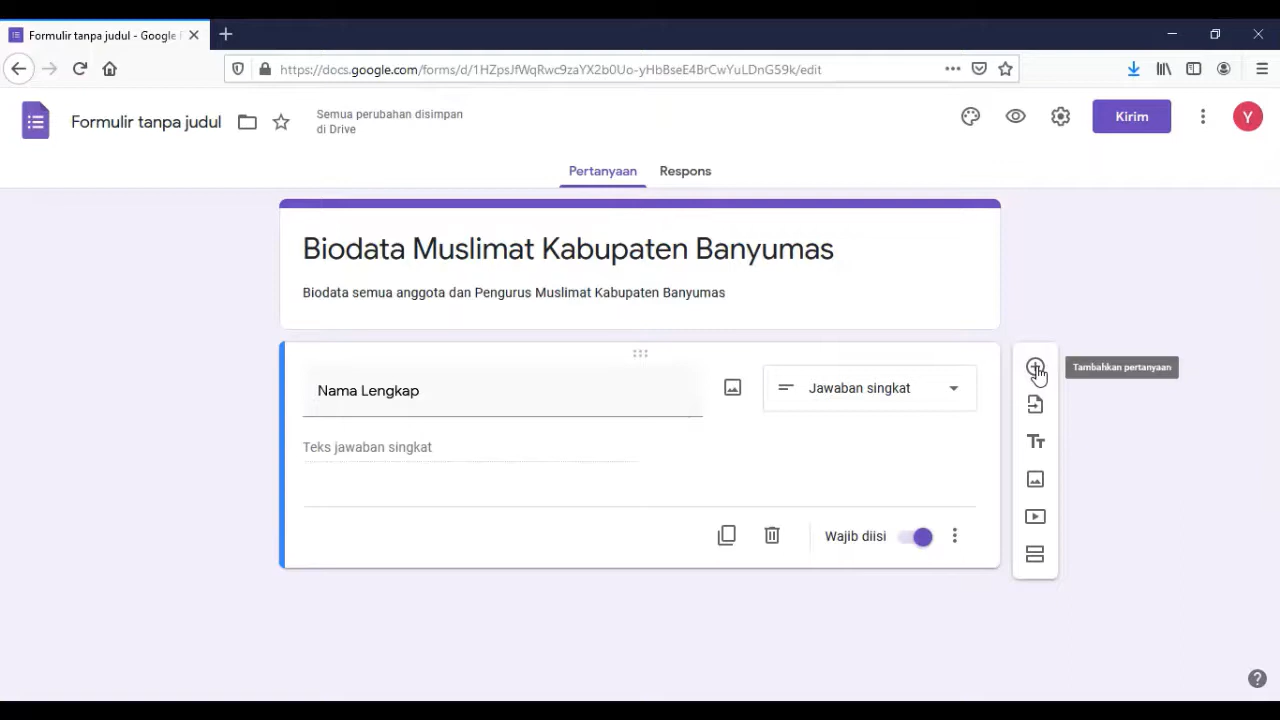 Formulir tanpa judul - Google F
https://docs.google.com/forms/d/1HZpsJfWqRwc9zaYX2b0Uo-yHbBseE4BrCwYuLDnG59k/edit
Formulir tanpa judul
Semua perubahan disimpan
di Drive
Kirim
Y
Pertanyaan
Respons
Biodata Muslimat Kabupaten Banyumas
Biodata semua anggota dan Pengurus Muslimat Kabupaten Banyumas
Nama Lengkap
Jawaban singkat
Tambahkan pertanyaan
Teks jawaban singkat
Tт
Wajib diisi